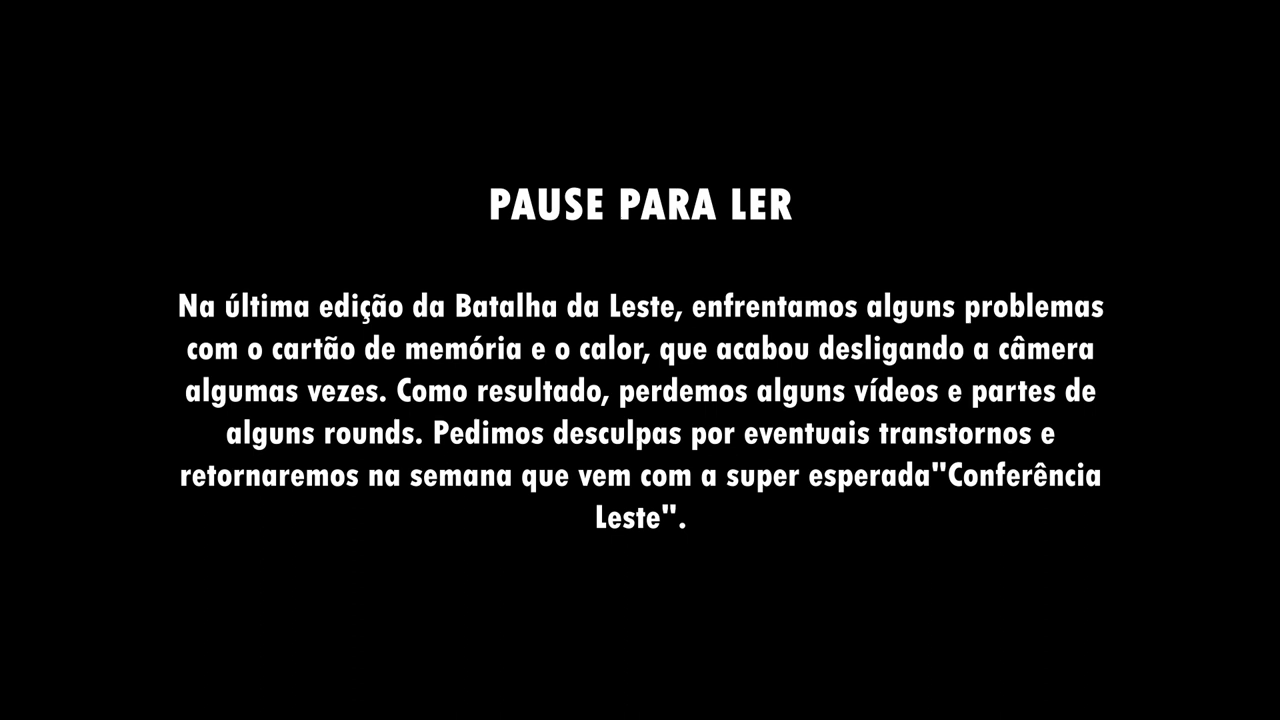 PAUSE PARA LER
Na última edição da Batalha da Leste, enfrentamos alguns problemas
com o cartão de memória e o calor, que acabou desligando a câmera
algumas vezes. Como resultado, perdemos alguns vídeos e partes de
alguns rounds. Pedimos desculpas por eventuais transtornos e
retornaremos na semana que vem com a super esperada"Conferência
Leste".